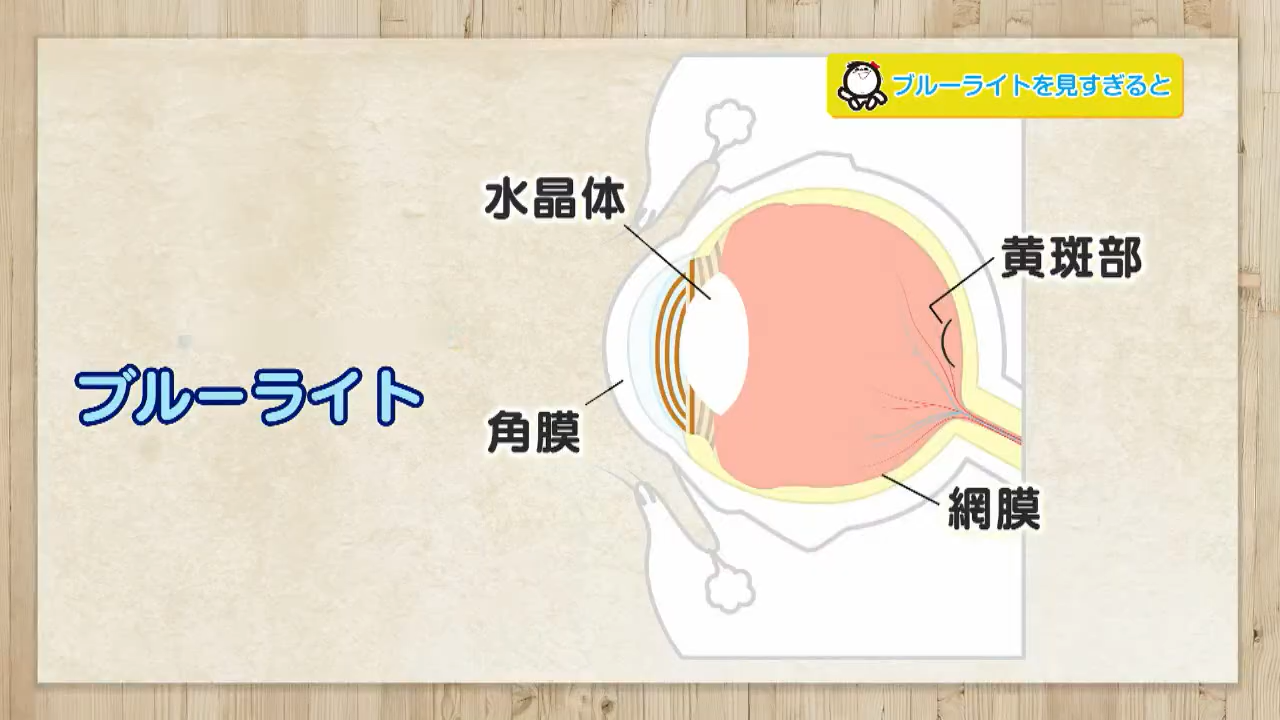 ブルーライトを見すぎると
水晶体
黄斑部
ブルーライト
角膜
網膜